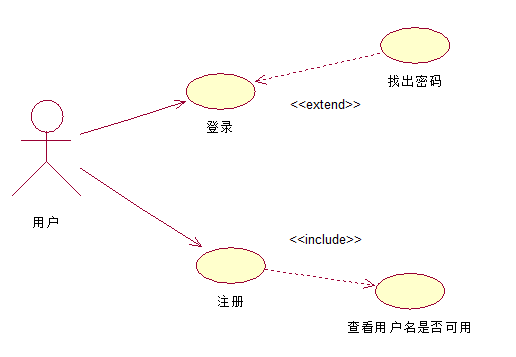 找出密码
<<extend>>
登录
用户
<<include>>
注册
查看用户名是否可用